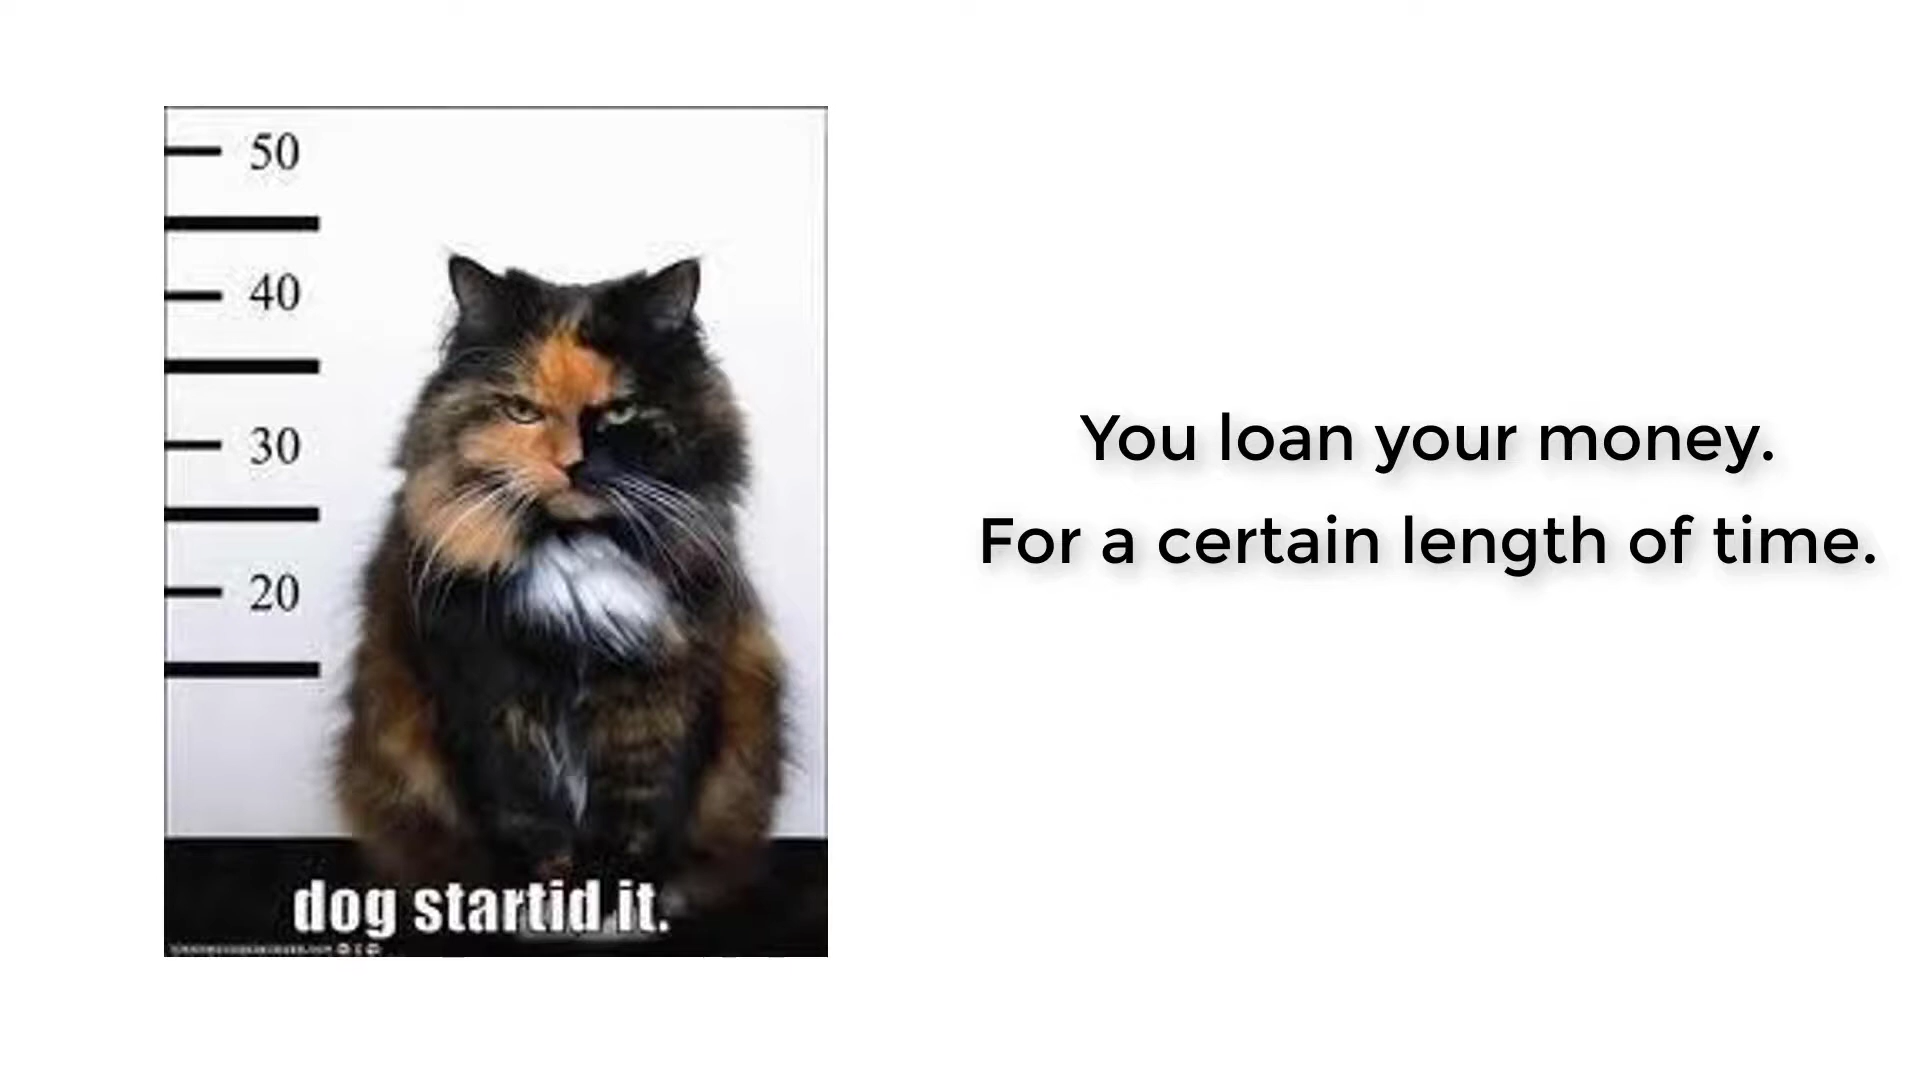 50
40
30
20
dog startid it.
You loan your money.
For a certain length of time.